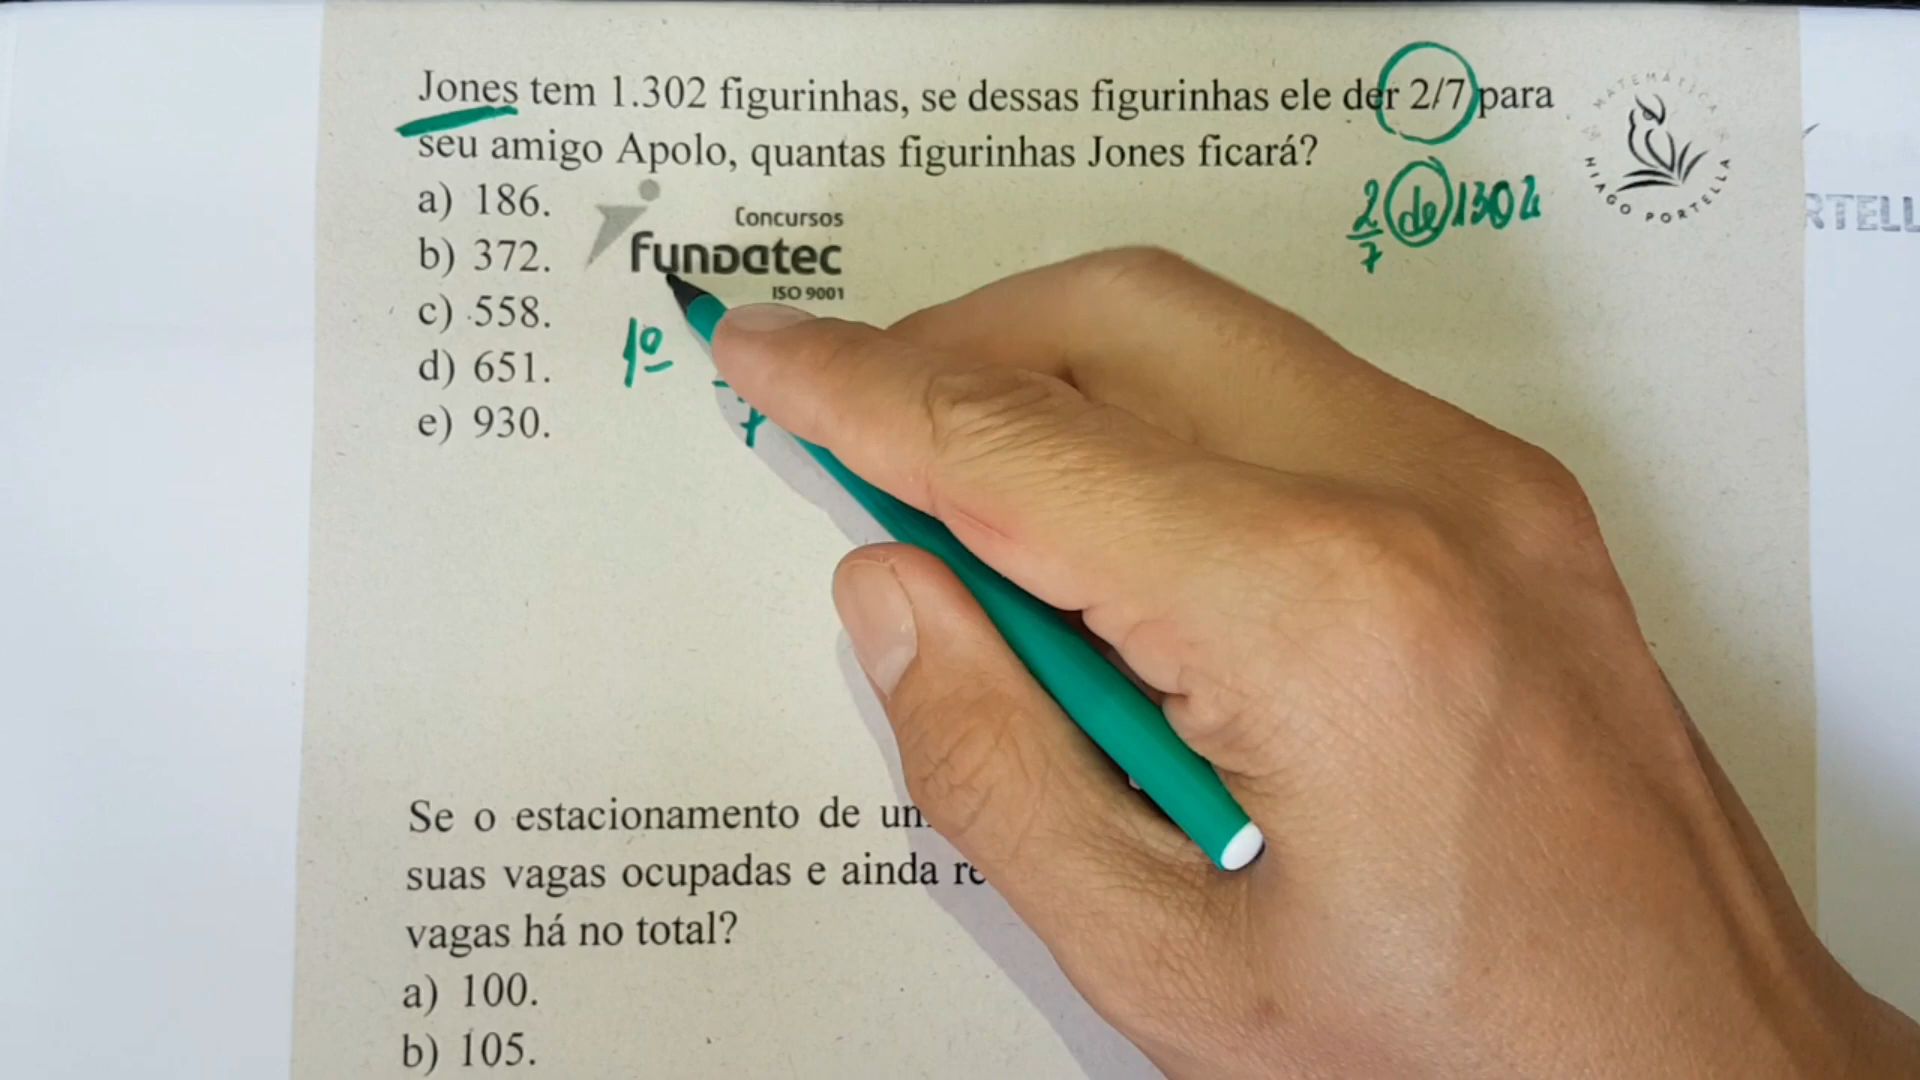 Jones tem 1.302 figurinhas, se dessas figurinhas ele der 2/7 para
seu amigo Apolo, quantas figurinhas Jones ficará?
a) 186.
b) 372.
c) 558.
d) 651.
e) 930.
Concursos
Fundatec
ISO 9001
MATEMÁTICA
HIAGO PORTELLA
2/7 de 1302
1º
7
RTELL
Se o estacionamento de
suas vagas ocupadas e ainda
vagas há no total?
a) 100.
b) 105.